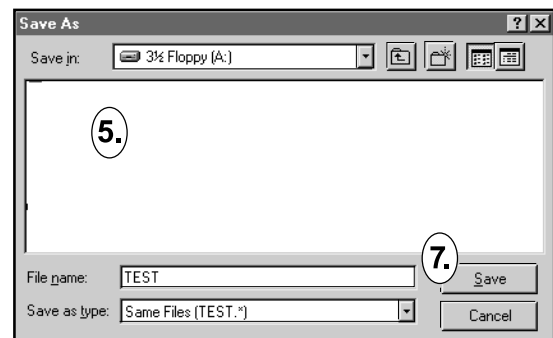 Save As
Save in: 3½ Floppy (A:)
5.
7.
File name: TEST Save
Save as type: Same Files (TEST.*) Cancel